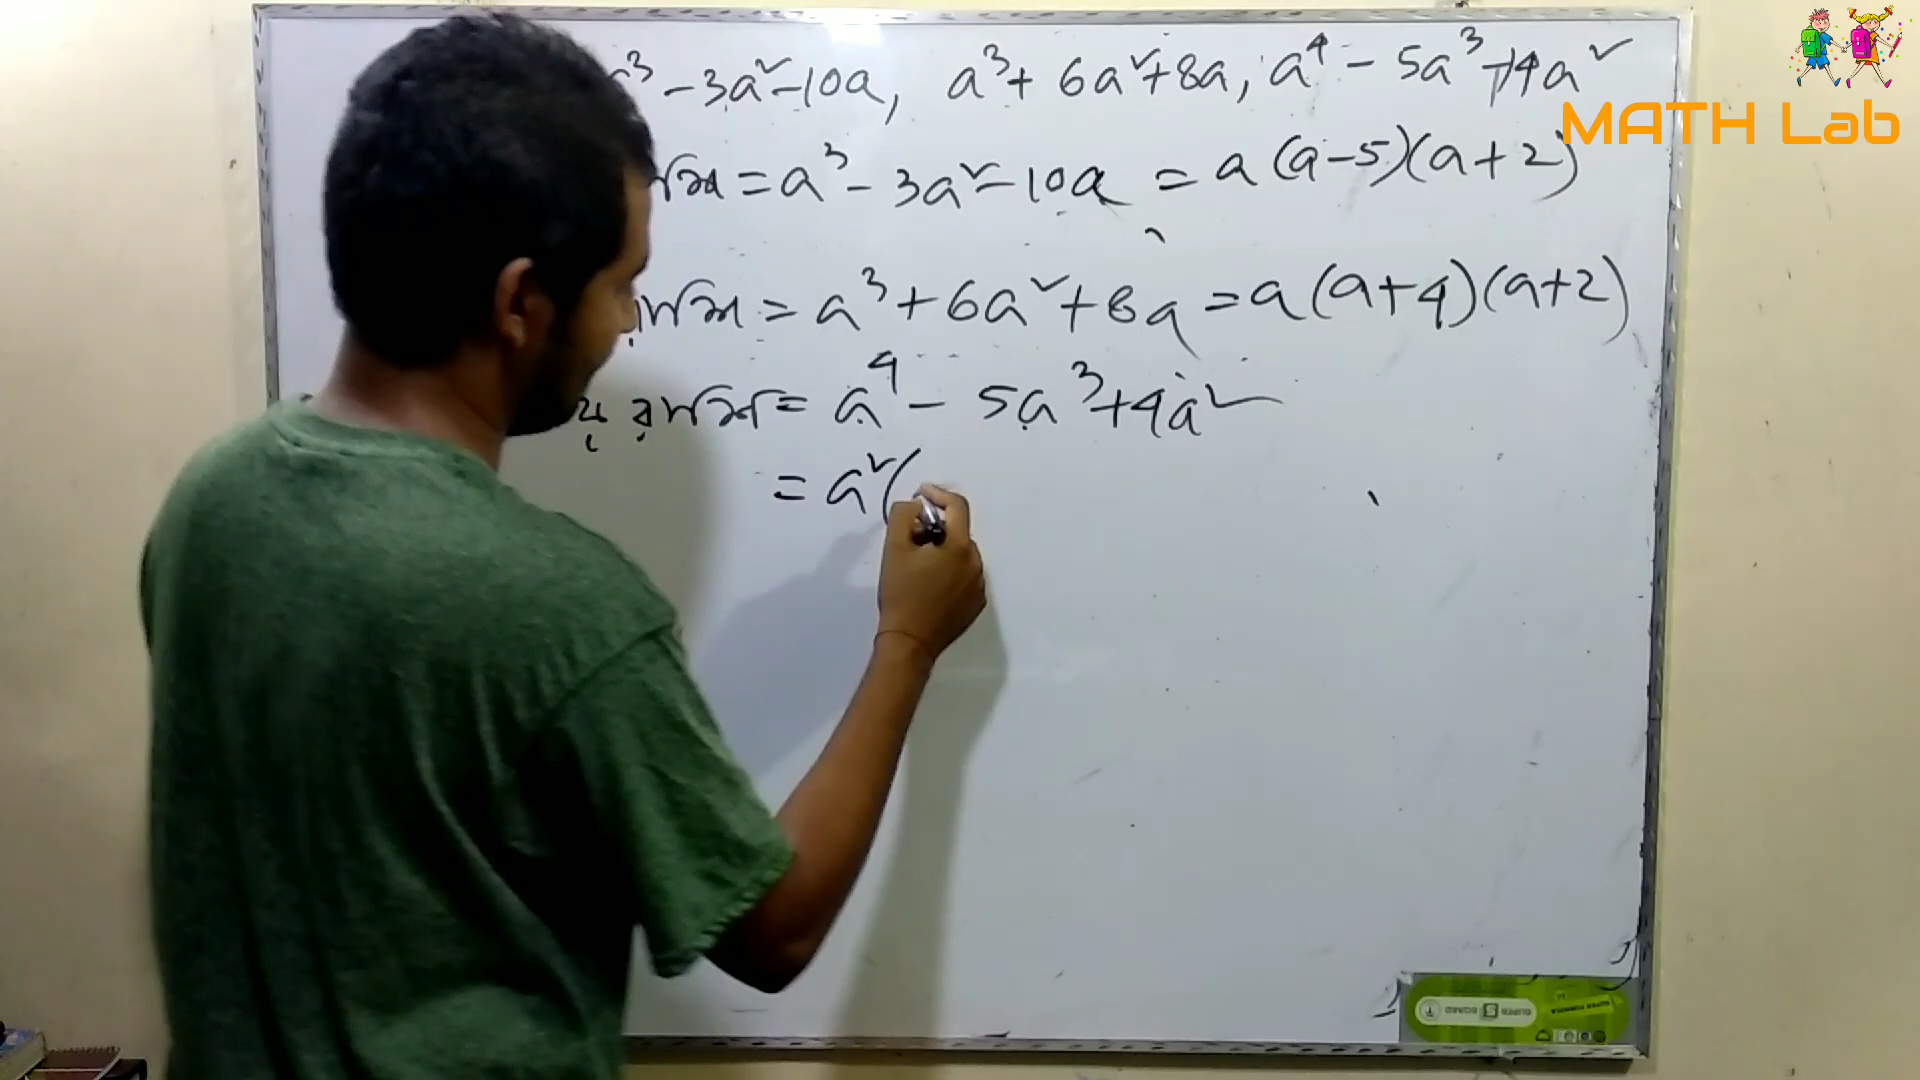 a³ - 3a² - 10a, a³ + 6a² + 8a, a⁴ - 5a³ + 4a²
MATH Lab
= a³ - 3a² - 10a = a (a - 5)(a + 2)
= a³ + 6a² + 8a = a (a + 4)(a + 2)
য় রাশি = a⁴ - 5a³ + 4a²
= a² (